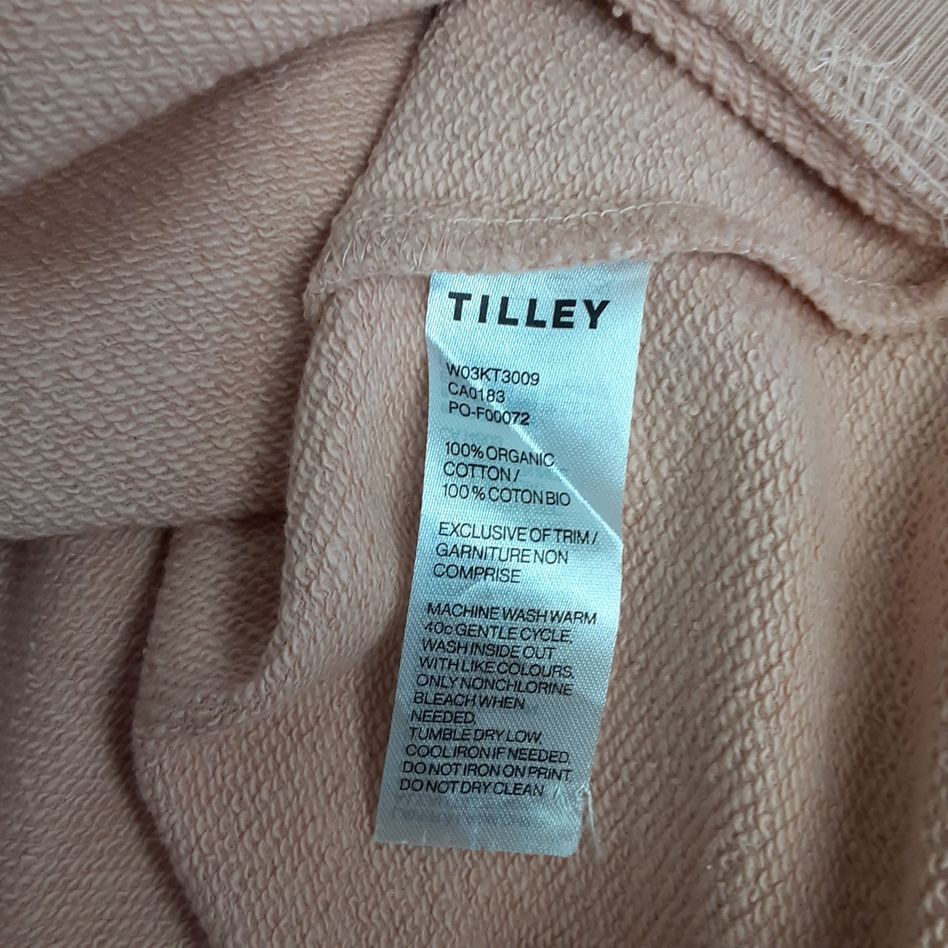 TILLEY
W03KT3009
CA0183
PO-F00072
100% ORGANIC
COTTON /
100% COTON BIO
EXCLUSIVE OF TRIM /
GARNITURE NON
COMPRISE
MACHINE WASH WARM
40c GENTLE CYCLE.
WASH INSIDE OUT
WITH LIKE COLOURS.
ONLY NONCHLORINE
BLEACH WHEN
NEEDED.
TUMBLE DRY LOW.
COOL IRON IF NEEDED.
DO NOT IRON ON PRINT.
DO NOT DRY CLEAN /